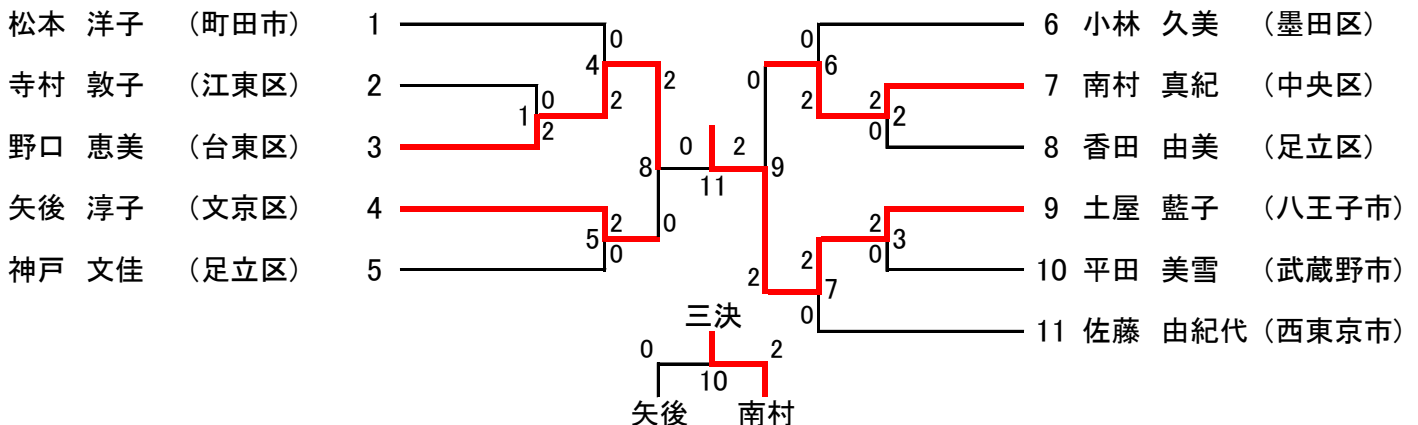 松本 洋子 （町田市） 1
寺村 敦子 （江東区） 2
野口 恵美 （台東区） 3
矢後 淳子 （文京区） 4
神戸 文佳 （足立区） 5
0
4
2
2
1
0
2
8
0
0
5
2
0
11
2
6 小林 久美 （墨田区）
7 南村 真紀 （中央区）
8 香田 由美 （足立区）
9 土屋 藍子 （八王子市）
10 平田 美雪 （武蔵野市）
11 佐藤 由紀代 （西東京市）
0
6
0
2
2
2
0
9
2
3
0
2
2
7
0
三決
0
2
10
矢後
南村